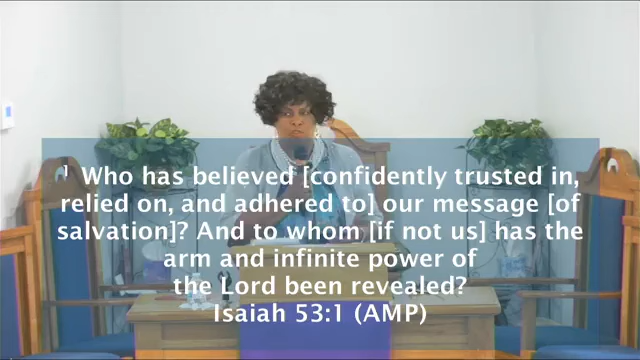 ¹ Who has believed [confidently trusted in,
relied on, and adhered to] our message [of
salvation]? And to whom [if not us] has the
arm and infinite power of
the Lord been revealed?
Isaiah 53:1 (AMP)